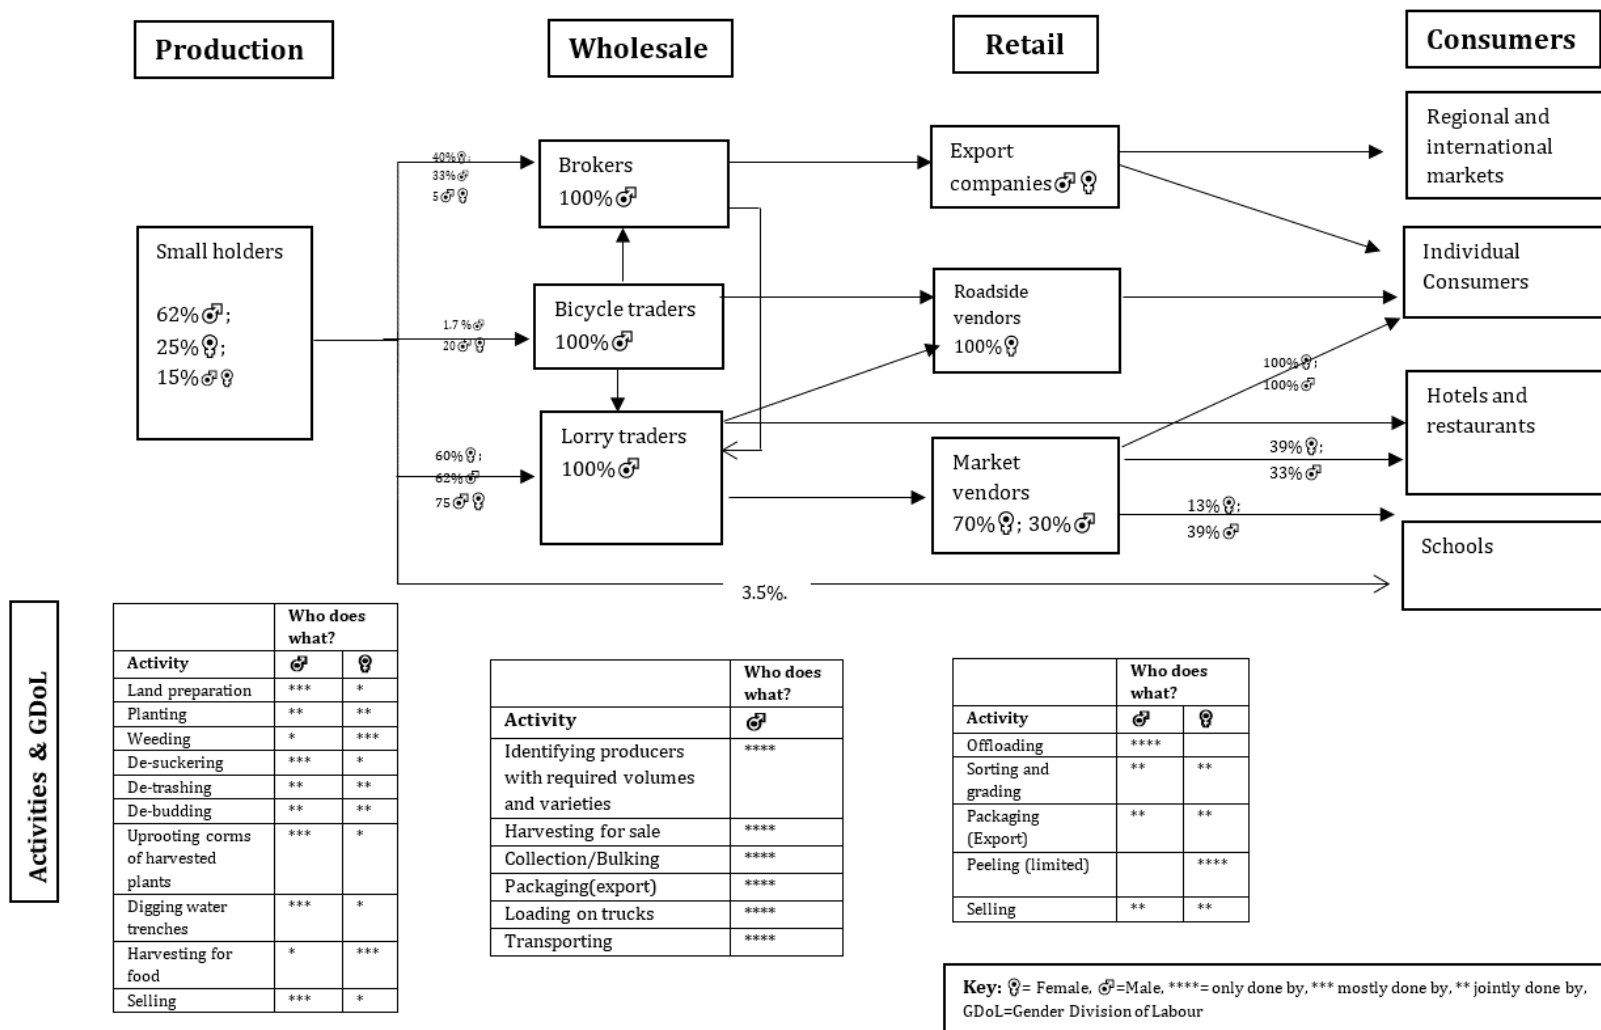 Production
Wholesale
Retail
Consumers
Small holders
62%♂;
25%♀;
15%♂♀
40%♀;
33%♂
5♂♀
1.7 %♂
20♂♀
60%♀;
62%♂
75♂♀
Brokers
100%♂
Bicycle traders
100%♂
Lorry traders
100%♂
Export
companies♂♀
Roadside
vendors
100%♀
Market
vendors
70%♀; 30%♂
100%♀;
100%♂
39%♀;
33%♂
13%♀;
39%♂
3.5%.
Regional and
international
markets
Individual
Consumers
Hotels and
restaurants
Schools
Activities & GDoL
Who does
what?
Activity ♂ ♀
Land preparation *** *
Planting ** **
Weeding * ***
De-suckering *** *
De-trashing ** **
De-budding ** **
Uprooting corms *** *
of harvested
plants
Digging water *** *
trenches
Harvesting for * ***
food
Selling *** *
Who does
what?
Activity ♂
Identifying producers ****
with required volumes
and varieties
Harvesting for sale ****
Collection/Bulking ****
Packaging(export) ****
Loading on trucks ****
Transporting ****
Who does
what?
Activity ♂ ♀
Offloading ****
Sorting and ** **
grading
Packaging ** **
(Export)
Peeling (limited) ****
Selling ** **
Key: ♀= Female, ♂=Male, ****= only done by, *** mostly done by, ** jointly done by,
GDoL=Gender Division of Labour